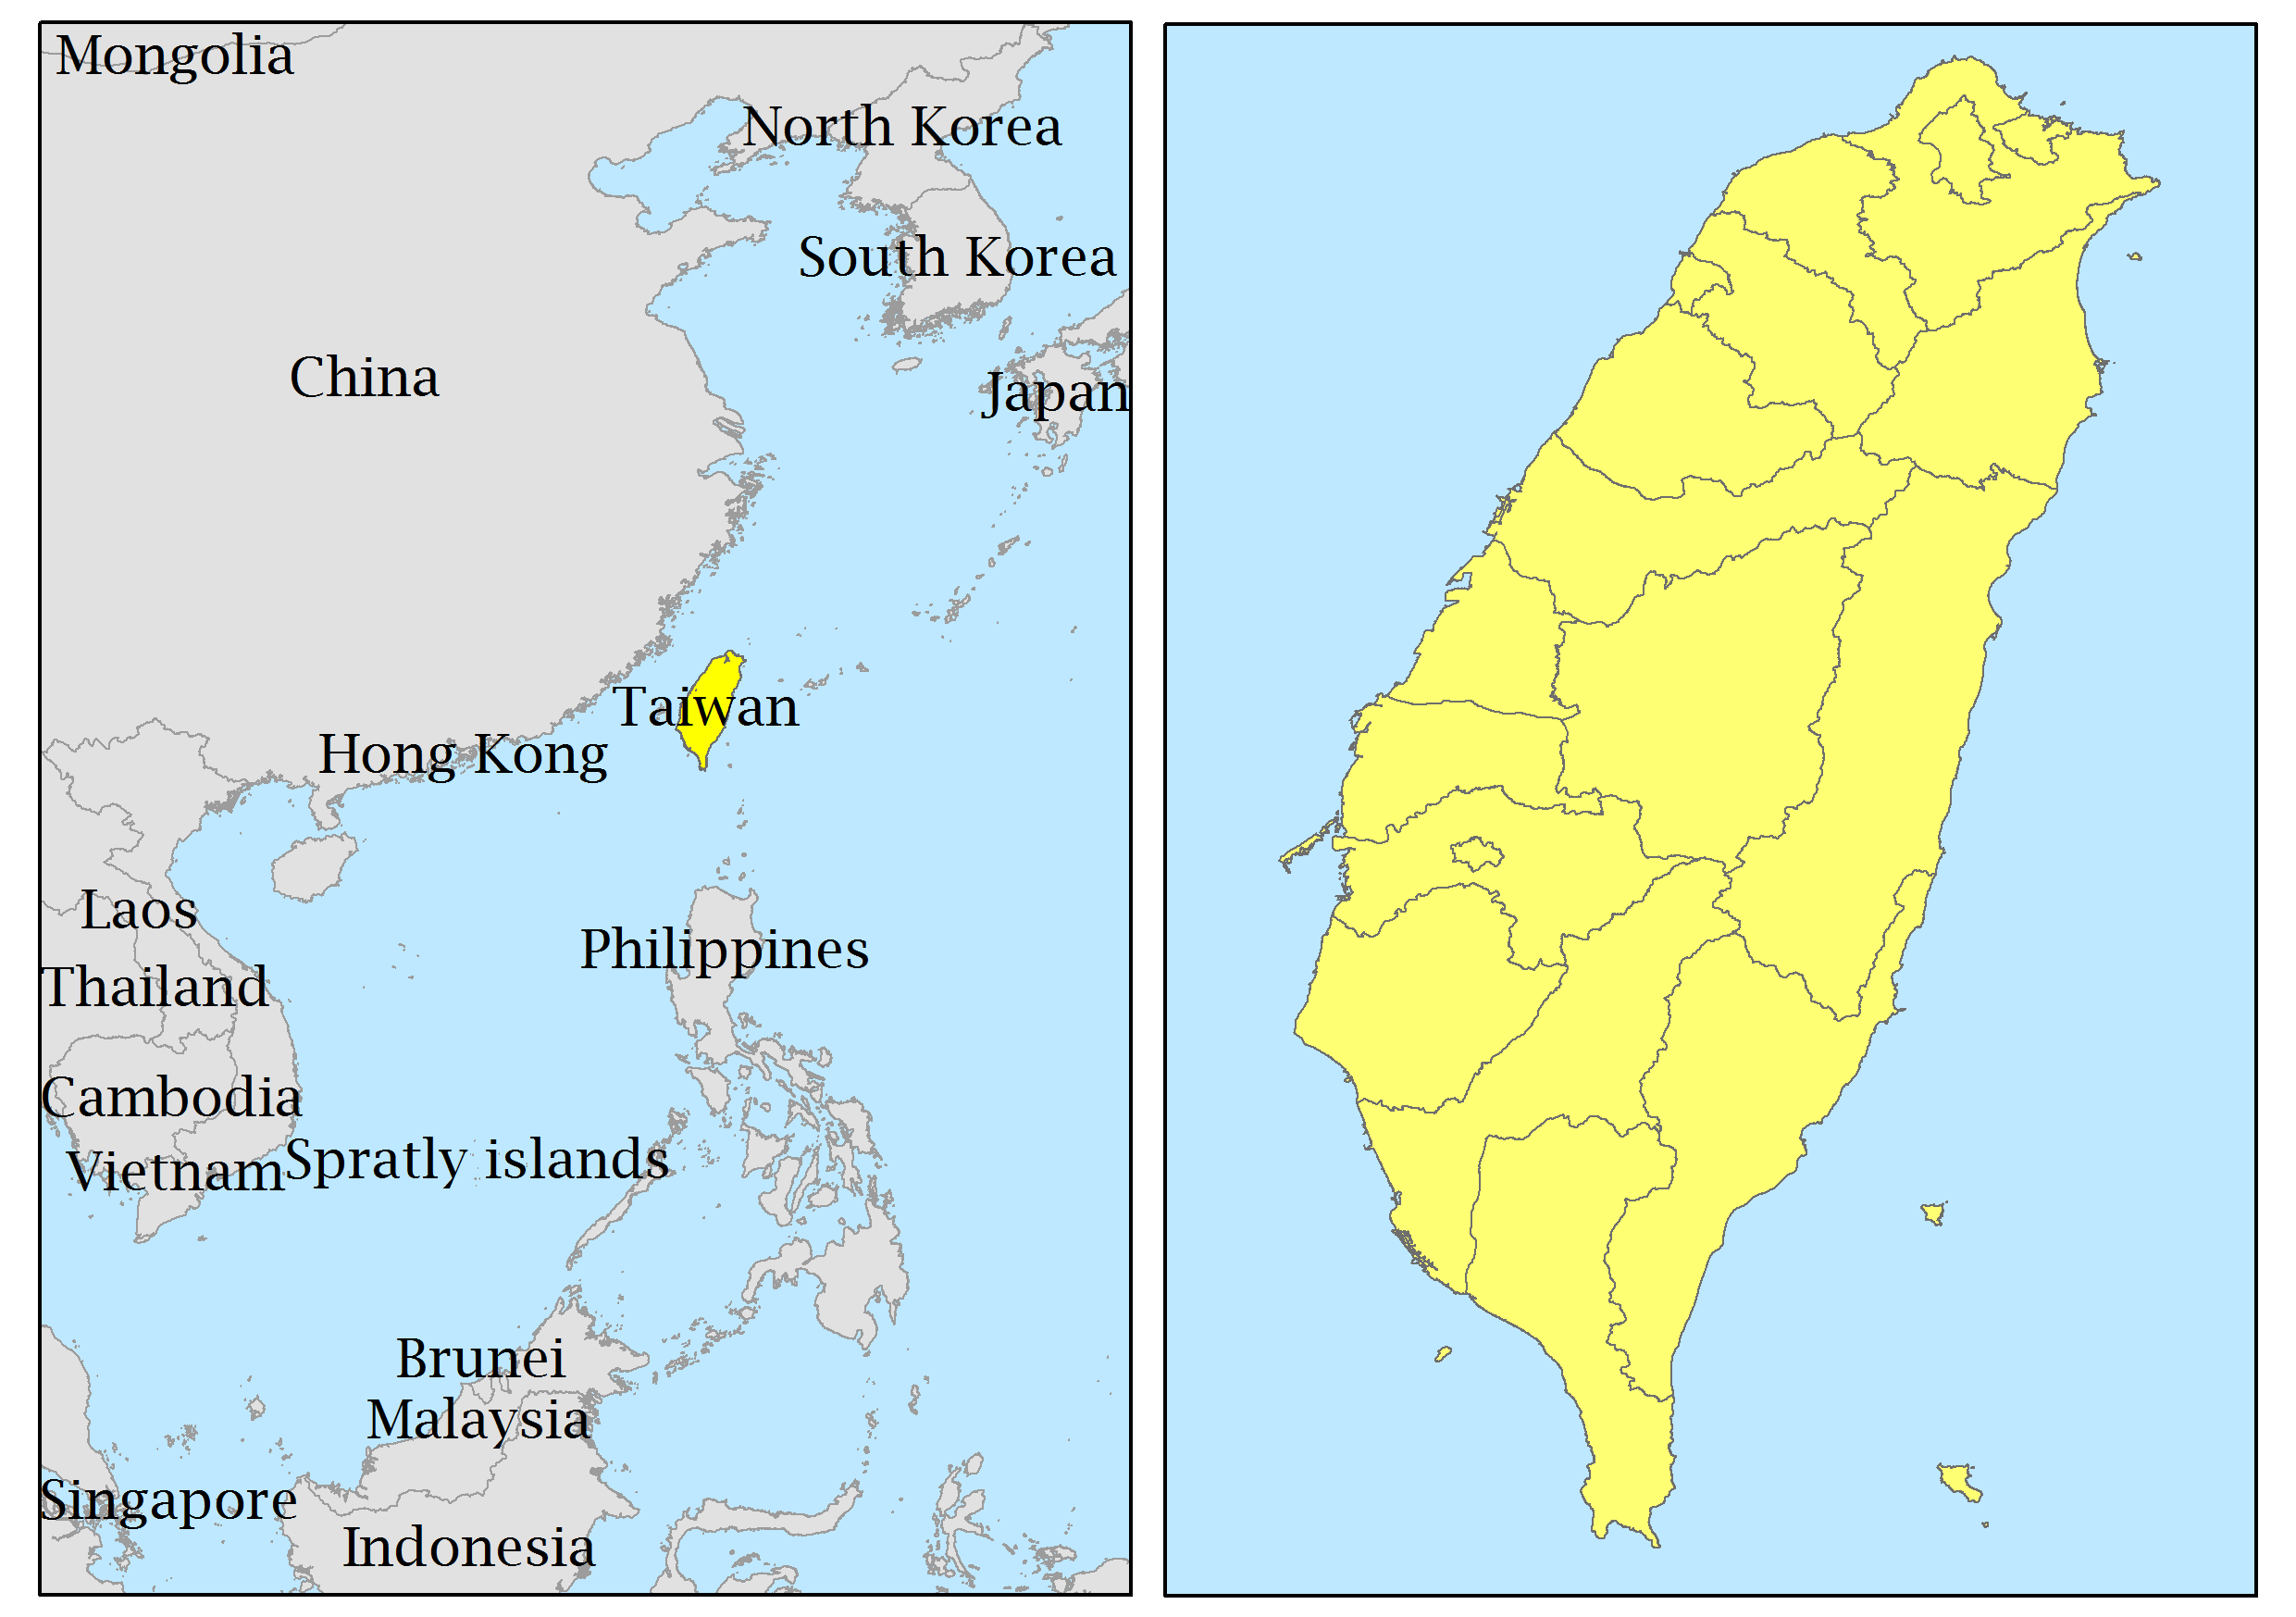 Mongolia
North Korea
South Korea
China
Japan
Taiwan
Hong Kong
Laos
Philippines
Thailand
Cambodia
Spratly islands
Vietnam
Brunei
Malaysia
Singapore
Indonesia